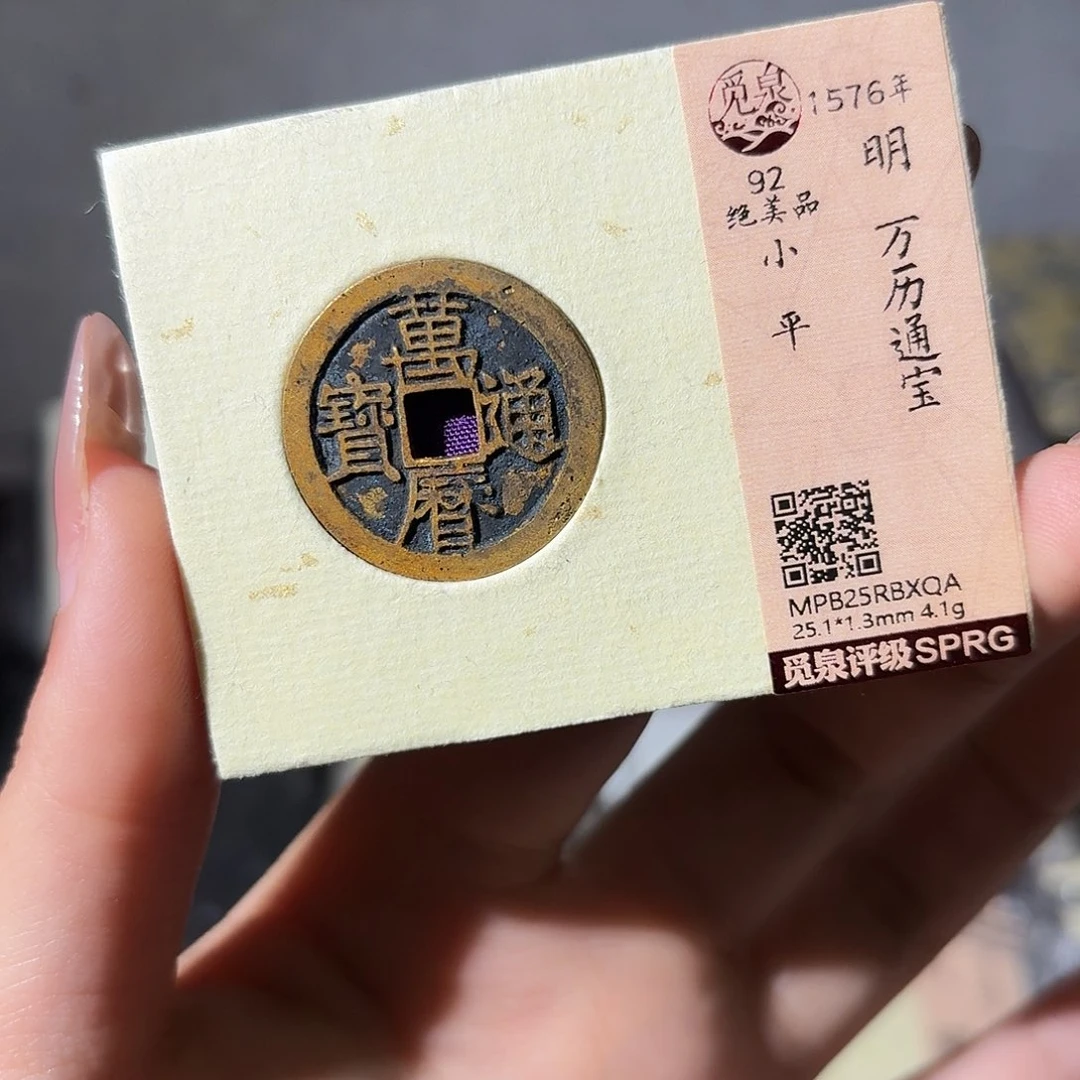 萬曆通寶
觅泉
1576年
明 万历通宝
92
绝美品
小平
MPB25RBXQA
25.1*1.3mm 4.1g
觅泉评级SPRG